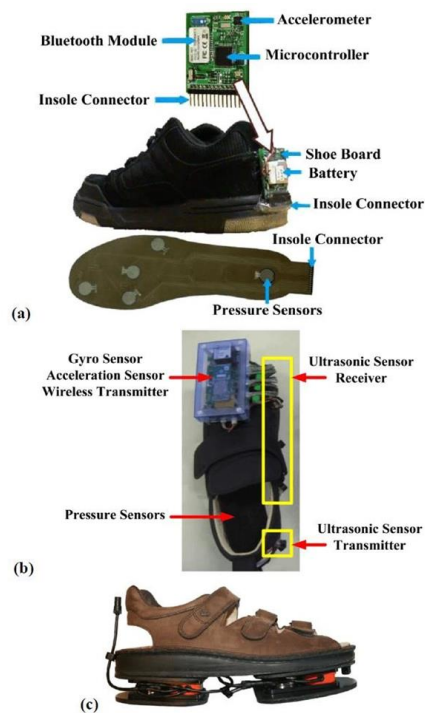 Accelerometer
Bluetooth Module
Microcontroller
Insole Connector
Shoe Board
Battery
Insole Connector
Insole Connector
Pressure Sensors
(a)
Gyro Sensor
Acceleration Sensor
Wireless Transmitter
Ultrasonic Sensor
Receiver
Pressure Sensors
Ultrasonic Sensor
Transmitter
(b)
(c)